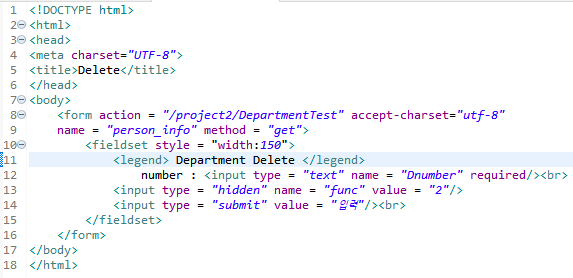 1 <!DOCTYPE html>
2 <html>
3 <head>
4 <meta charset="UTF-8">
5 <title>Delete</title>
6 </head>
7 <body>
8 <form action = "/project2/DepartmentTest" accept-charset="utf-8"
9 name = "person_info" method = "get">
10 <fieldset style = "width:150">
11 <legend> Department Delete </legend>
12 number : <input type = "text" name = "Dnumber" required/><br>
13 <input type = "hidden" name = "func" value = "2"/>
14 <input type = "submit" value = "입력"/><br>
15 </fieldset>
16 </form>
17 </body>
18 </html>